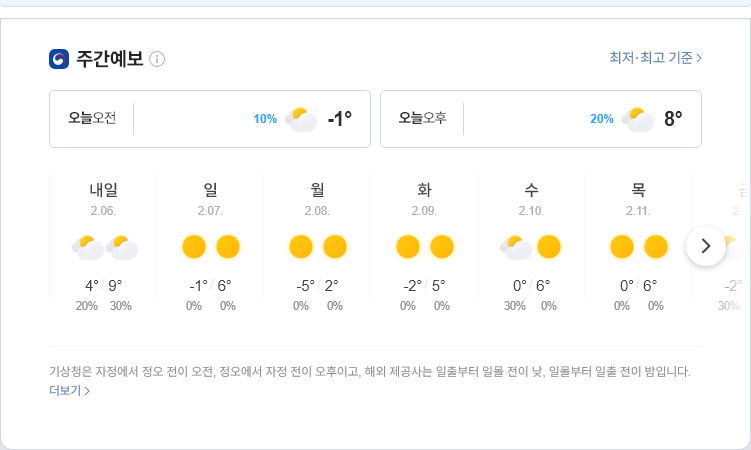 주간예보
최저·최고 기준
오늘오전 10% -1°
오늘오후 20% 8°
내일 일 월 화 수 목
2.06. 2.07. 2.08. 2.09. 2.10. 2.11.
4° / 9° -1° / 6° -5° / 2° -2° / 5° 0° / 6° 0° / 6° -2°
20% 30% 0% 0% 0% 0% 0% 0% 30% 0% 0% 0% 30%
기상청은 자정에서 정오 전이 오전, 정오에서 자정 전이 오후이고, 해외 제공사는 일출부터 일몰 전이 낮, 일몰부터 일출 전이 밤입니다.
더보기